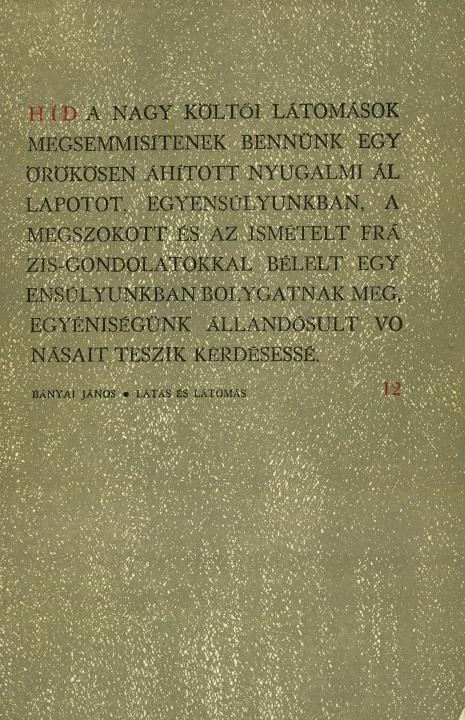 HÍD A NAGY KÖLTŐI LÁTOMÁSOK
MEGSEMMISÍTENEK BENNÜNK EGY
ÖRÖKÖSEN ÁHÍTOTT NYUGALMI ÁL
LAPOTOT, EGYENSÚLYUNKBAN, A
MEGSZOKOTT ÉS AZ ISMÉTELT FRÁ
ZIS-GONDOLATOKKAL BÉLELT EGY
ENSÚLYUNKBAN BOLYGATNAK MEG,
EGYÉNISÉGÜNK ÁLLANDÓSULT VO
NÁSAIT TESZIK KÉRDÉSESSÉ.
BÁNYAI JÁNOS • LÁTÁS ÉS LÁTOMÁS 12